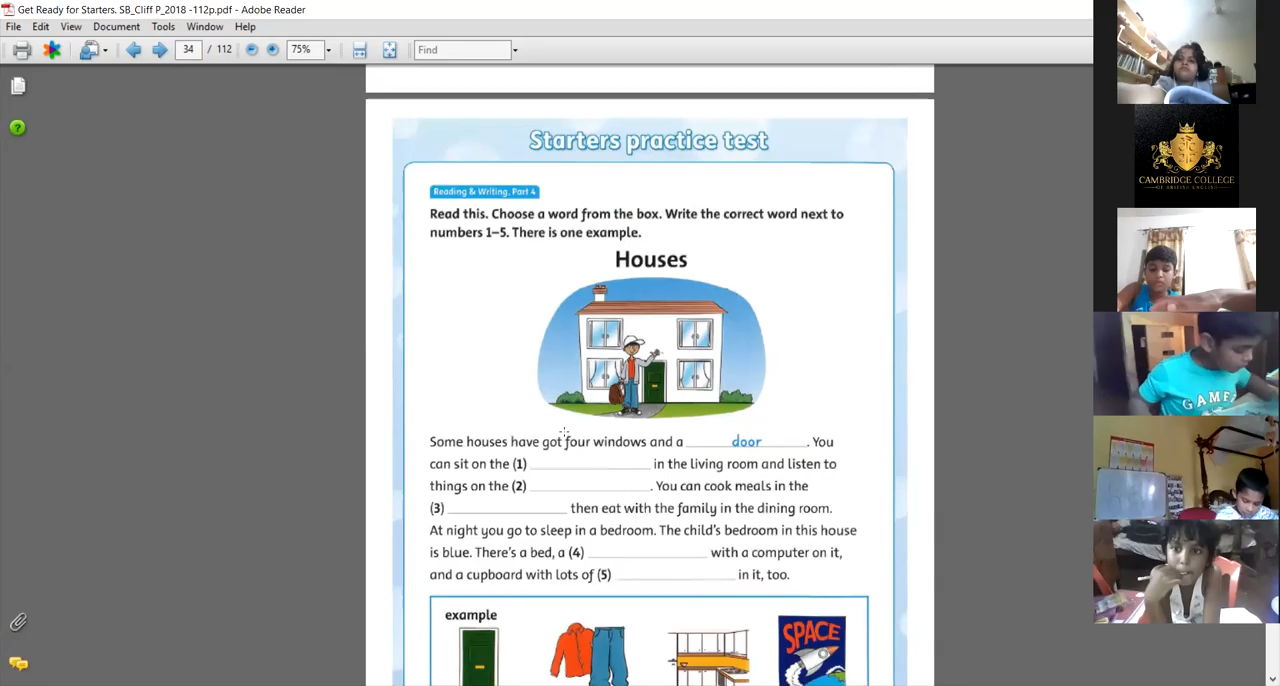 Get Ready for Starters. SB_Cliff P_2018 -112p.pdf - Adobe Reader
File Edit View Document Tools Window Help
34 / 112 75% Find
Starters practice test
Reading & Writing, Part 4
Read this. Choose a word from the box. Write the correct word next to
numbers 1–5. There is one example.
Houses
Some houses have got four windows and a door . You
can sit on the (1) in the living room and listen to
things on the (2) . You can cook meals in the
(3) then eat with the family in the dining room.
At night you go to sleep in a bedroom. The child's bedroom in this house
is blue. There's a bed, a (4) with a computer on it,
and a cupboard with lots of (5) in it, too.
example
SPACE
CAMBRIDGE COLLEGE
OF BRITISH ENGLISH
GAME